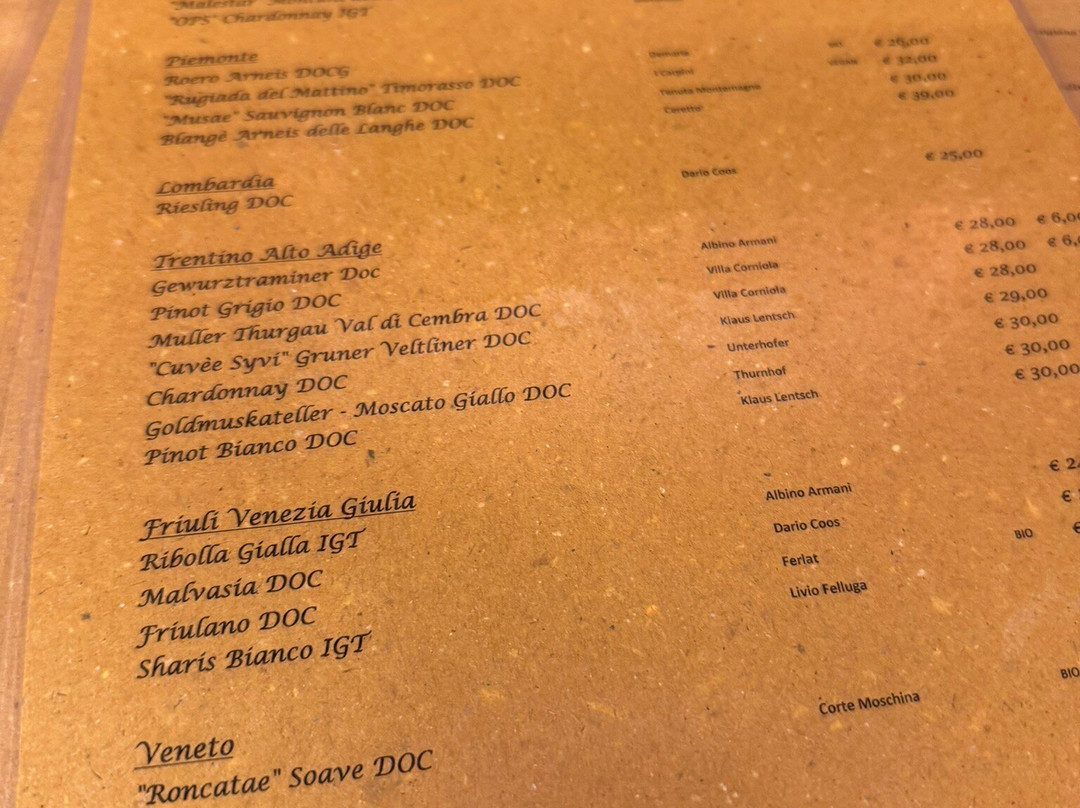 "OPS" Chardonnay IGT
Piemonte
Roero Arneis DOCG € 26,00
"Rugiada del Mattino" Timorasso DOC € 32,00
"Musae" Sauvignon Blanc DOC Tenuta Montemagno € 30,00
Blangè Arneis delle Langhe DOC Ceretto € 39,00
Lombardia
Riesling DOC Dario Coos € 25,00
Trentino Alto Adige
Gewurztraminer Doc Albino Armani € 28,00 € 6,0
Pinot Grigio DOC Villa Corniola € 28,00 € 6,
Muller Thurgau Val di Cembra DOC Villa Corniola € 28,00
"Cuvèe Syvi" Gruner Veltliner DOC Klaus Lentsch € 29,00
Chardonnay DOC Unterhofer € 30,00
Goldmuskateller - Moscato Giallo DOC Thurnhof € 30,00
Pinot Bianco DOC Klaus Lentsch € 30,00
Friuli Venezia Giulia
Ribolla Gialla IGT Albino Armani € 2
Malvasia DOC Dario Coos €
Friulano DOC Ferlat BIO €
Sharis Bianco IGT Livio Felluga
Veneto
"Roncatae" Soave DOC Corte Moschina BIO